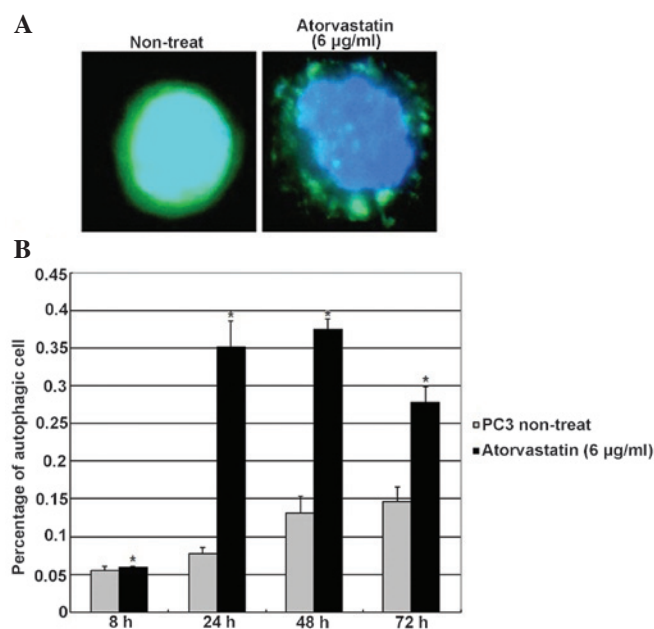 A
Non-treat
Atorvastatin
(6 µg/ml)
B
Percentage of autophagic cell
0.45
0.4
0.35
0.3
0.25
0.2
0.15
0.1
0.05
0
*
*
*
*
8 h
24 h
48 h
72 h
PC3 non-treat
Atorvastatin (6 µg/ml)